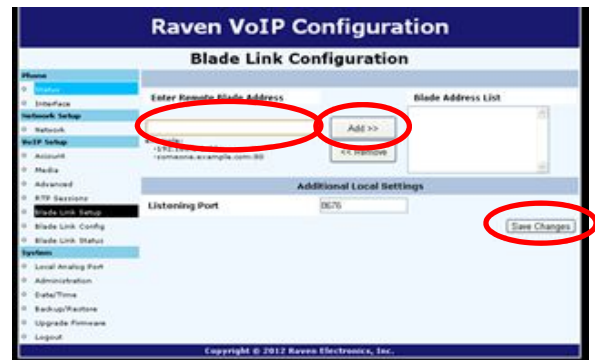 Raven VoIP Configuration
Blade Link Configuration
Phone
Status
Interface
Network Setup
Network
VoIP Setup
Account
Media
Advanced
RTP Sessions
Blade Link Setup
Blade Link Config
Blade Link Status
System
Local Analog Port
Administration
Date/Time
Backup/Restore
Upgrade Firmware
Logout
Enter Remote Blade Address
-someone.example.com:80
Add >>
<< Remove
Blade Address List
Additional Local Settings
Listening Port
8676
Save Changes
Copyright © 2012 Raven Electronics, Inc.